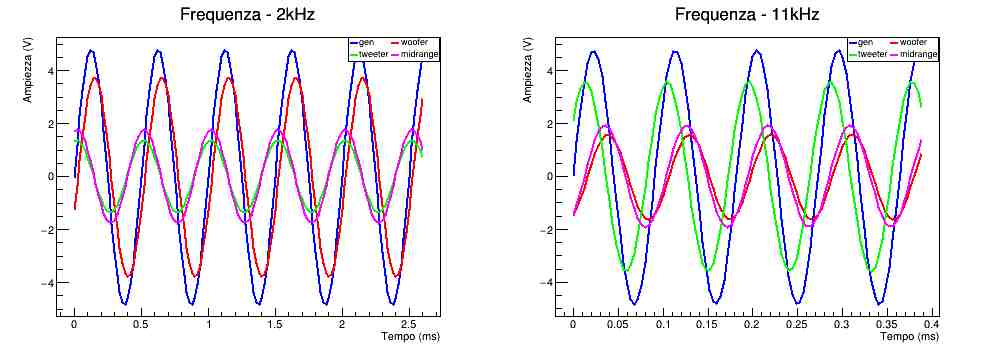 Frequenza - 2kHz
Ampiezza (V)
gen
woofer
tweeter
midrange
4
2
0
−2
−4
0
0.5
1
1.5
2
2.5
Tempo (ms)
Frequenza - 11kHz
Ampiezza (V)
gen
woofer
tweeter
midrange
4
2
0
−2
−4
0
0.05
0.1
0.15
0.2
0.25
0.3
0.35
0.4
Tempo (ms)